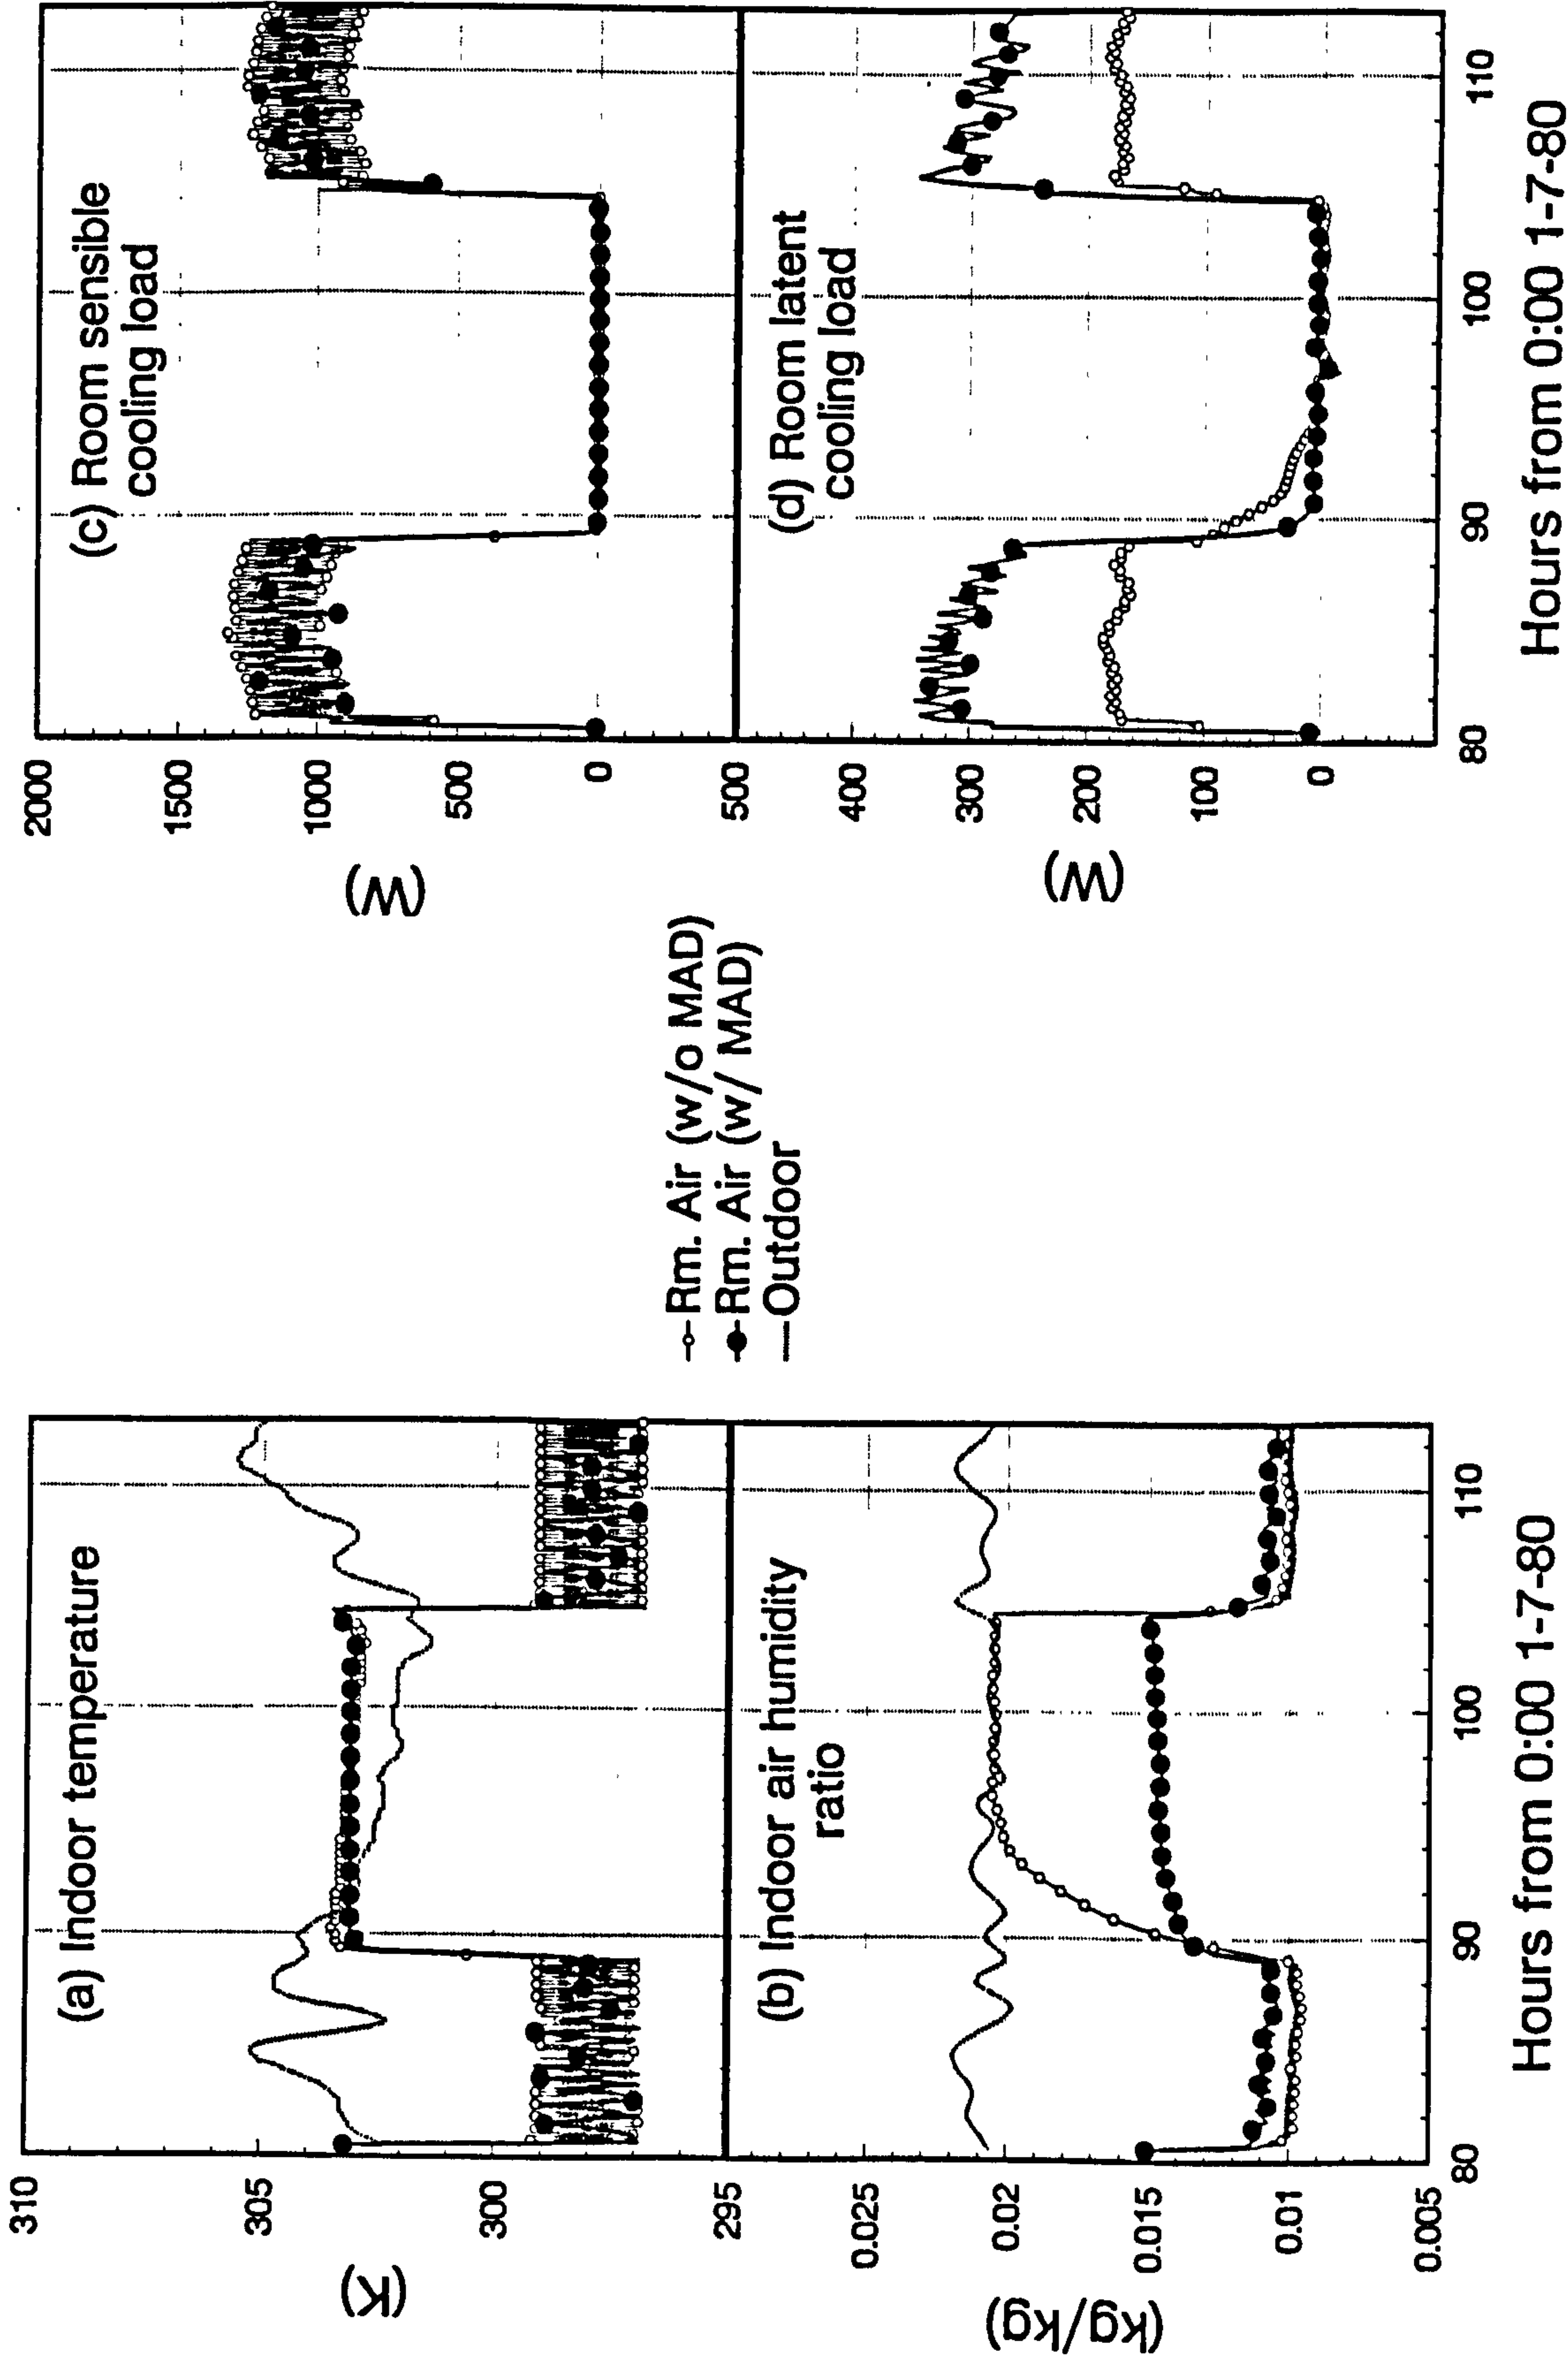 (a) Indoor temperature
310
305
300
295
(K)
(b) Indoor air humidity
ratio
0.025
0.02
0.015
0.01
0.005
(kg/kg)
80
90
100
110
Hours from 0:00 1-7-80
Rm. Air (w/o MAD)
Rm. Air (w/ MAD)
Outdoor
(c) Room sensible
cooling load
2000
1500
1000
500
0
(W)
(d) Room latent
cooling load
500
400
300
200
100
0
(W)
80
90
100
110
Hours from 0:00 1-7-80